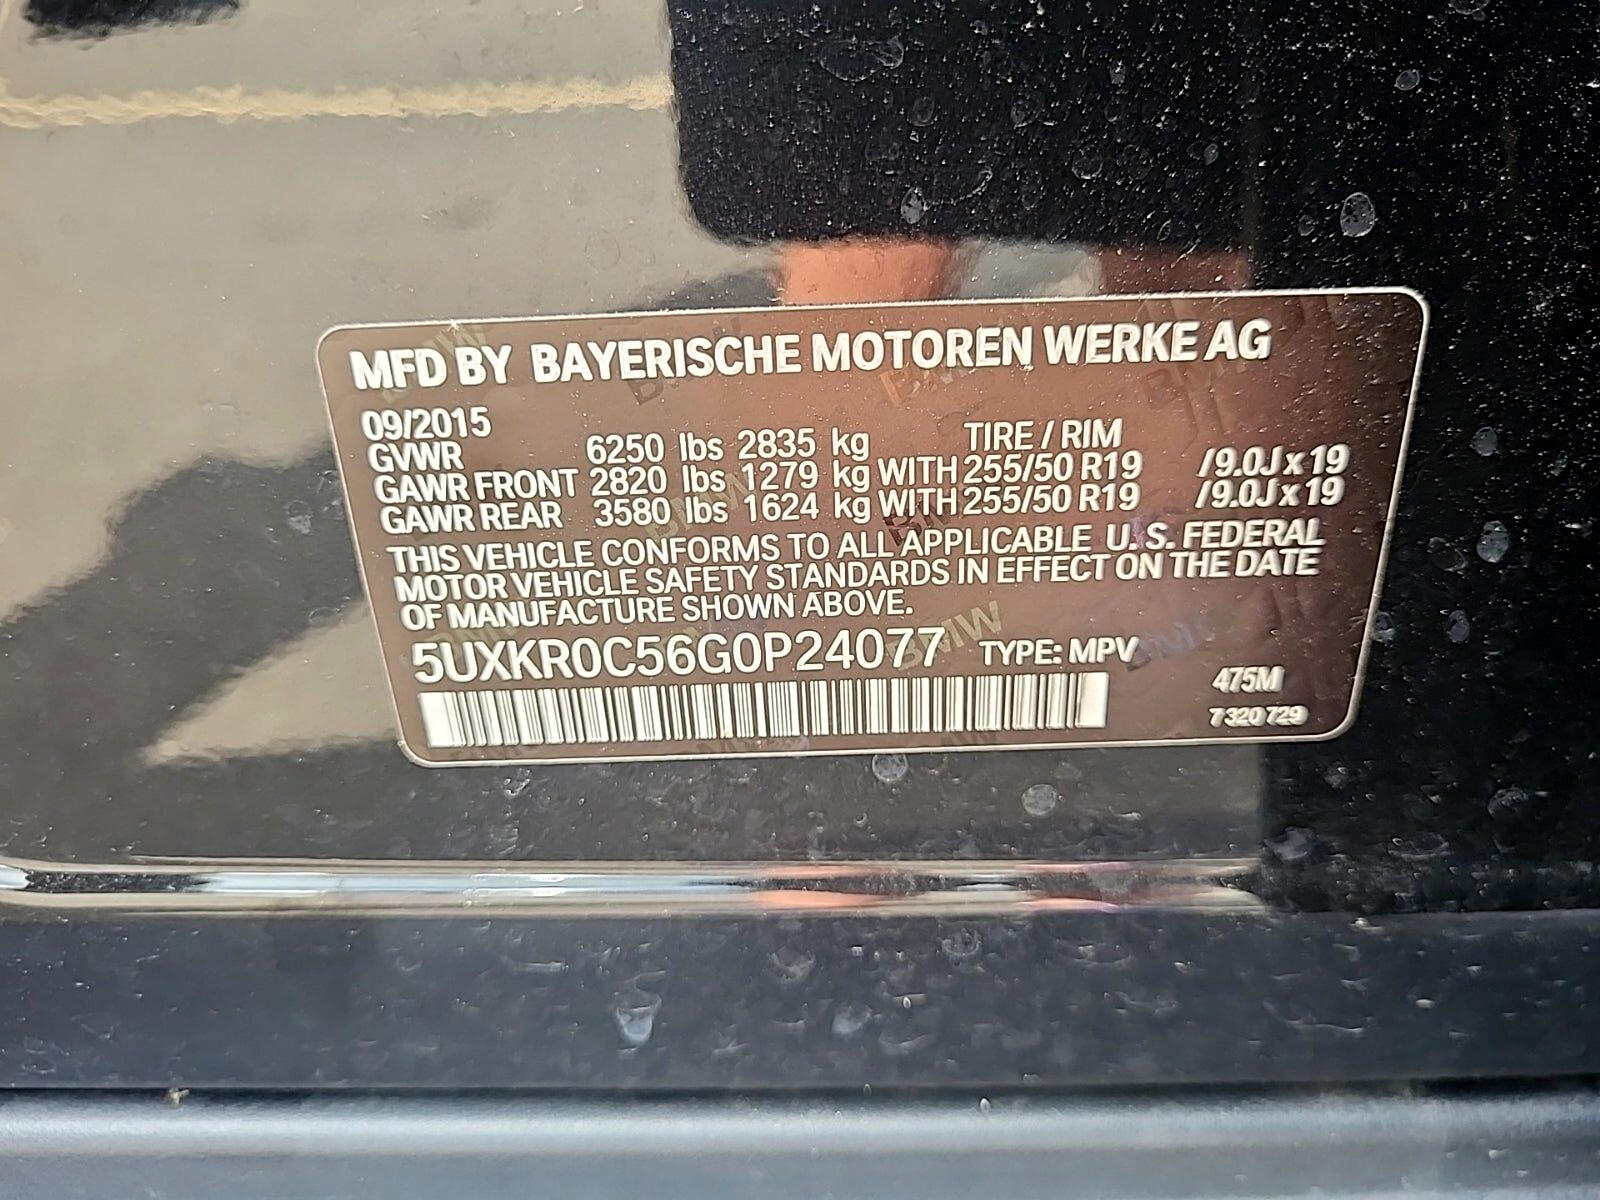 MFD BY BAYERISCHE MOTOREN WERKE AG
09/2015
GVWR 6250 lbs 2835 kg TIRE / RIM
GAWR FRONT 2820 lbs 1279 kg WITH 255/50 R19 /9.0J x 19
GAWR REAR 3580 lbs 1624 kg WITH 255/50 R19 /9.0J x 19
THIS VEHICLE CONFORMS TO ALL APPLICABLE U.S. FEDERAL
MOTOR VEHICLE SAFETY STANDARDS IN EFFECT ON THE DATE
OF MANUFACTURE SHOWN ABOVE.
5UXKR0C56G0P24077 TYPE: MPV
475M
7 320 729